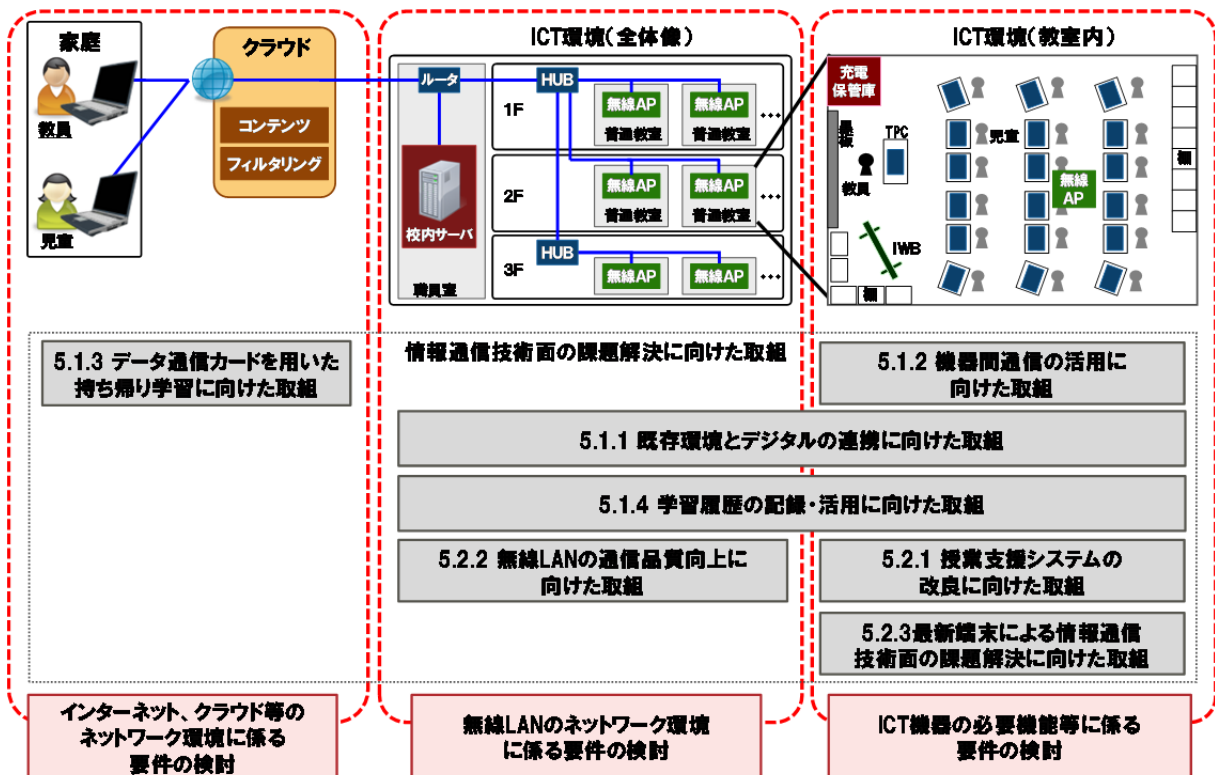 家庭
教員
児童
クラウド
コンテンツ
フィルタリング
ICT環境(全体像)
ルータ
校内サーバ
職員室
1F
HUB
無線AP
普通教室
無線AP
普通教室
…
2F
無線AP
普通教室
無線AP
普通教室
…
3F
HUB
無線AP
無線AP
…
ICT環境(教室内)
充電
保管庫
黒板
TPC
教員
児童
無線
AP
IWB
棚
棚
情報通信技術面の課題解決に向けた取組
5.1.3 データ通信カードを用いた
持ち帰り学習に向けた取組
5.1.2 機器間通信の活用に
向けた取組
5.1.1 既存環境とデジタルの連携に向けた取組
5.1.4 学習履歴の記録・活用に向けた取組
5.2.2 無線LANの通信品質向上に
向けた取組
5.2.1 授業支援システムの
改良に向けた取組
5.2.3最新端末による情報通信
技術面の課題解決に向けた取組
インターネット、クラウド等の
ネットワーク環境に係る
要件の検討
無線LANのネットワーク環境
に係る要件の検討
ICT機器の必要機能等に係る
要件の検討